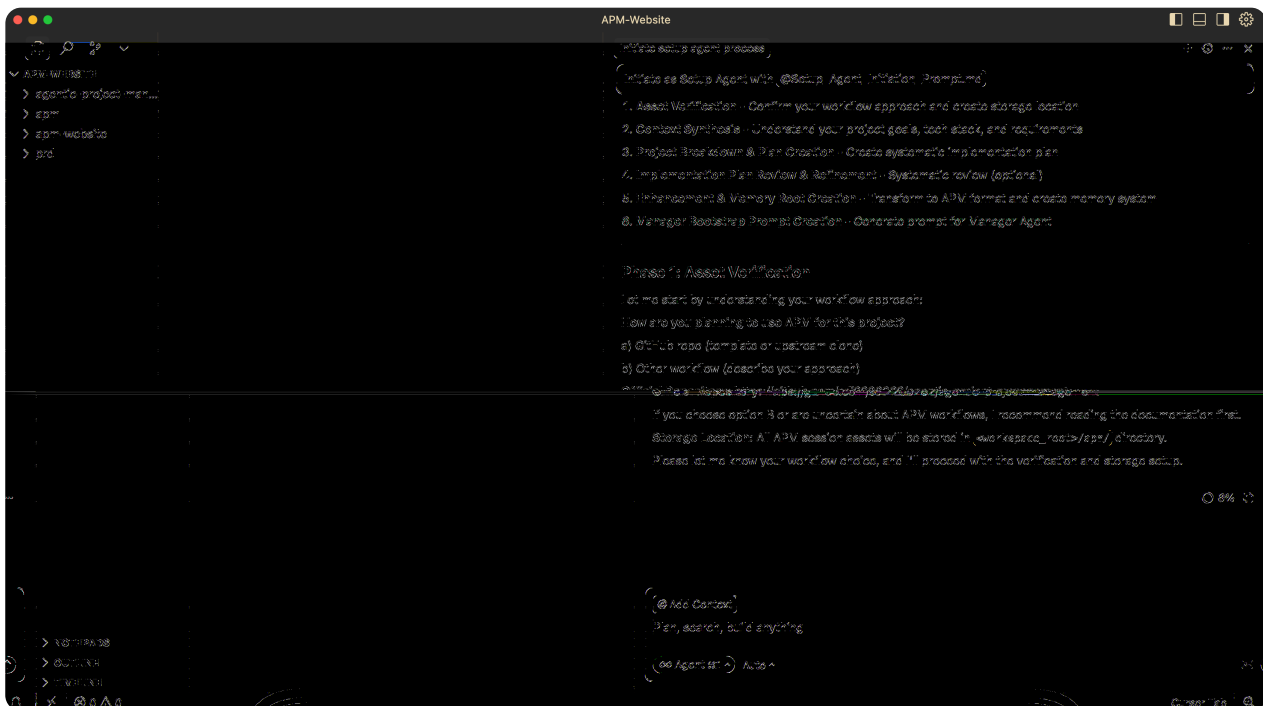 APM-Website
Initiate setup agent process
APM-WEBSITE
agentic-project-man...
apm
apm-website
prd
Initiate as Setup Agent with @Setup_Agent_Initiation_Prompt.md
1. Asset Verification - Confirm your workflow approach and create storage location
2. Context Synthesis - Understand your project goals, tech stack, and requirements
3. Project Breakdown & Plan Creation - Create systematic implementation plan
4. Implementation Plan Review & Refinement - Systematic review (optional)
5. Enhancement & Memory Root Creation - Transform to APM format and create memory system
6. Manager Bootstrap Prompt Creation - Generate prompt for Manager Agent
Phase 1: Asset Verification
Let me start by understanding your workflow approach:
How are you planning to use APM for this project?
a) GitHub repo (template or upstream clone)
b) Other workflow (describe your approach)
If you choose option B or are uncertain about APM workflows, I recommend reading the documentation first.
Storage Location: All APM session assets will be stored in <workspace_root>/apm/ directory.
Please let me know your workflow choice, and I'll proceed with the verification and storage setup.
8%
@ Add Context
Plan, search, build anything
Agent Auto
NOTEPADS
OUTLINE
TIMELINE
0 0
Cursor Tab